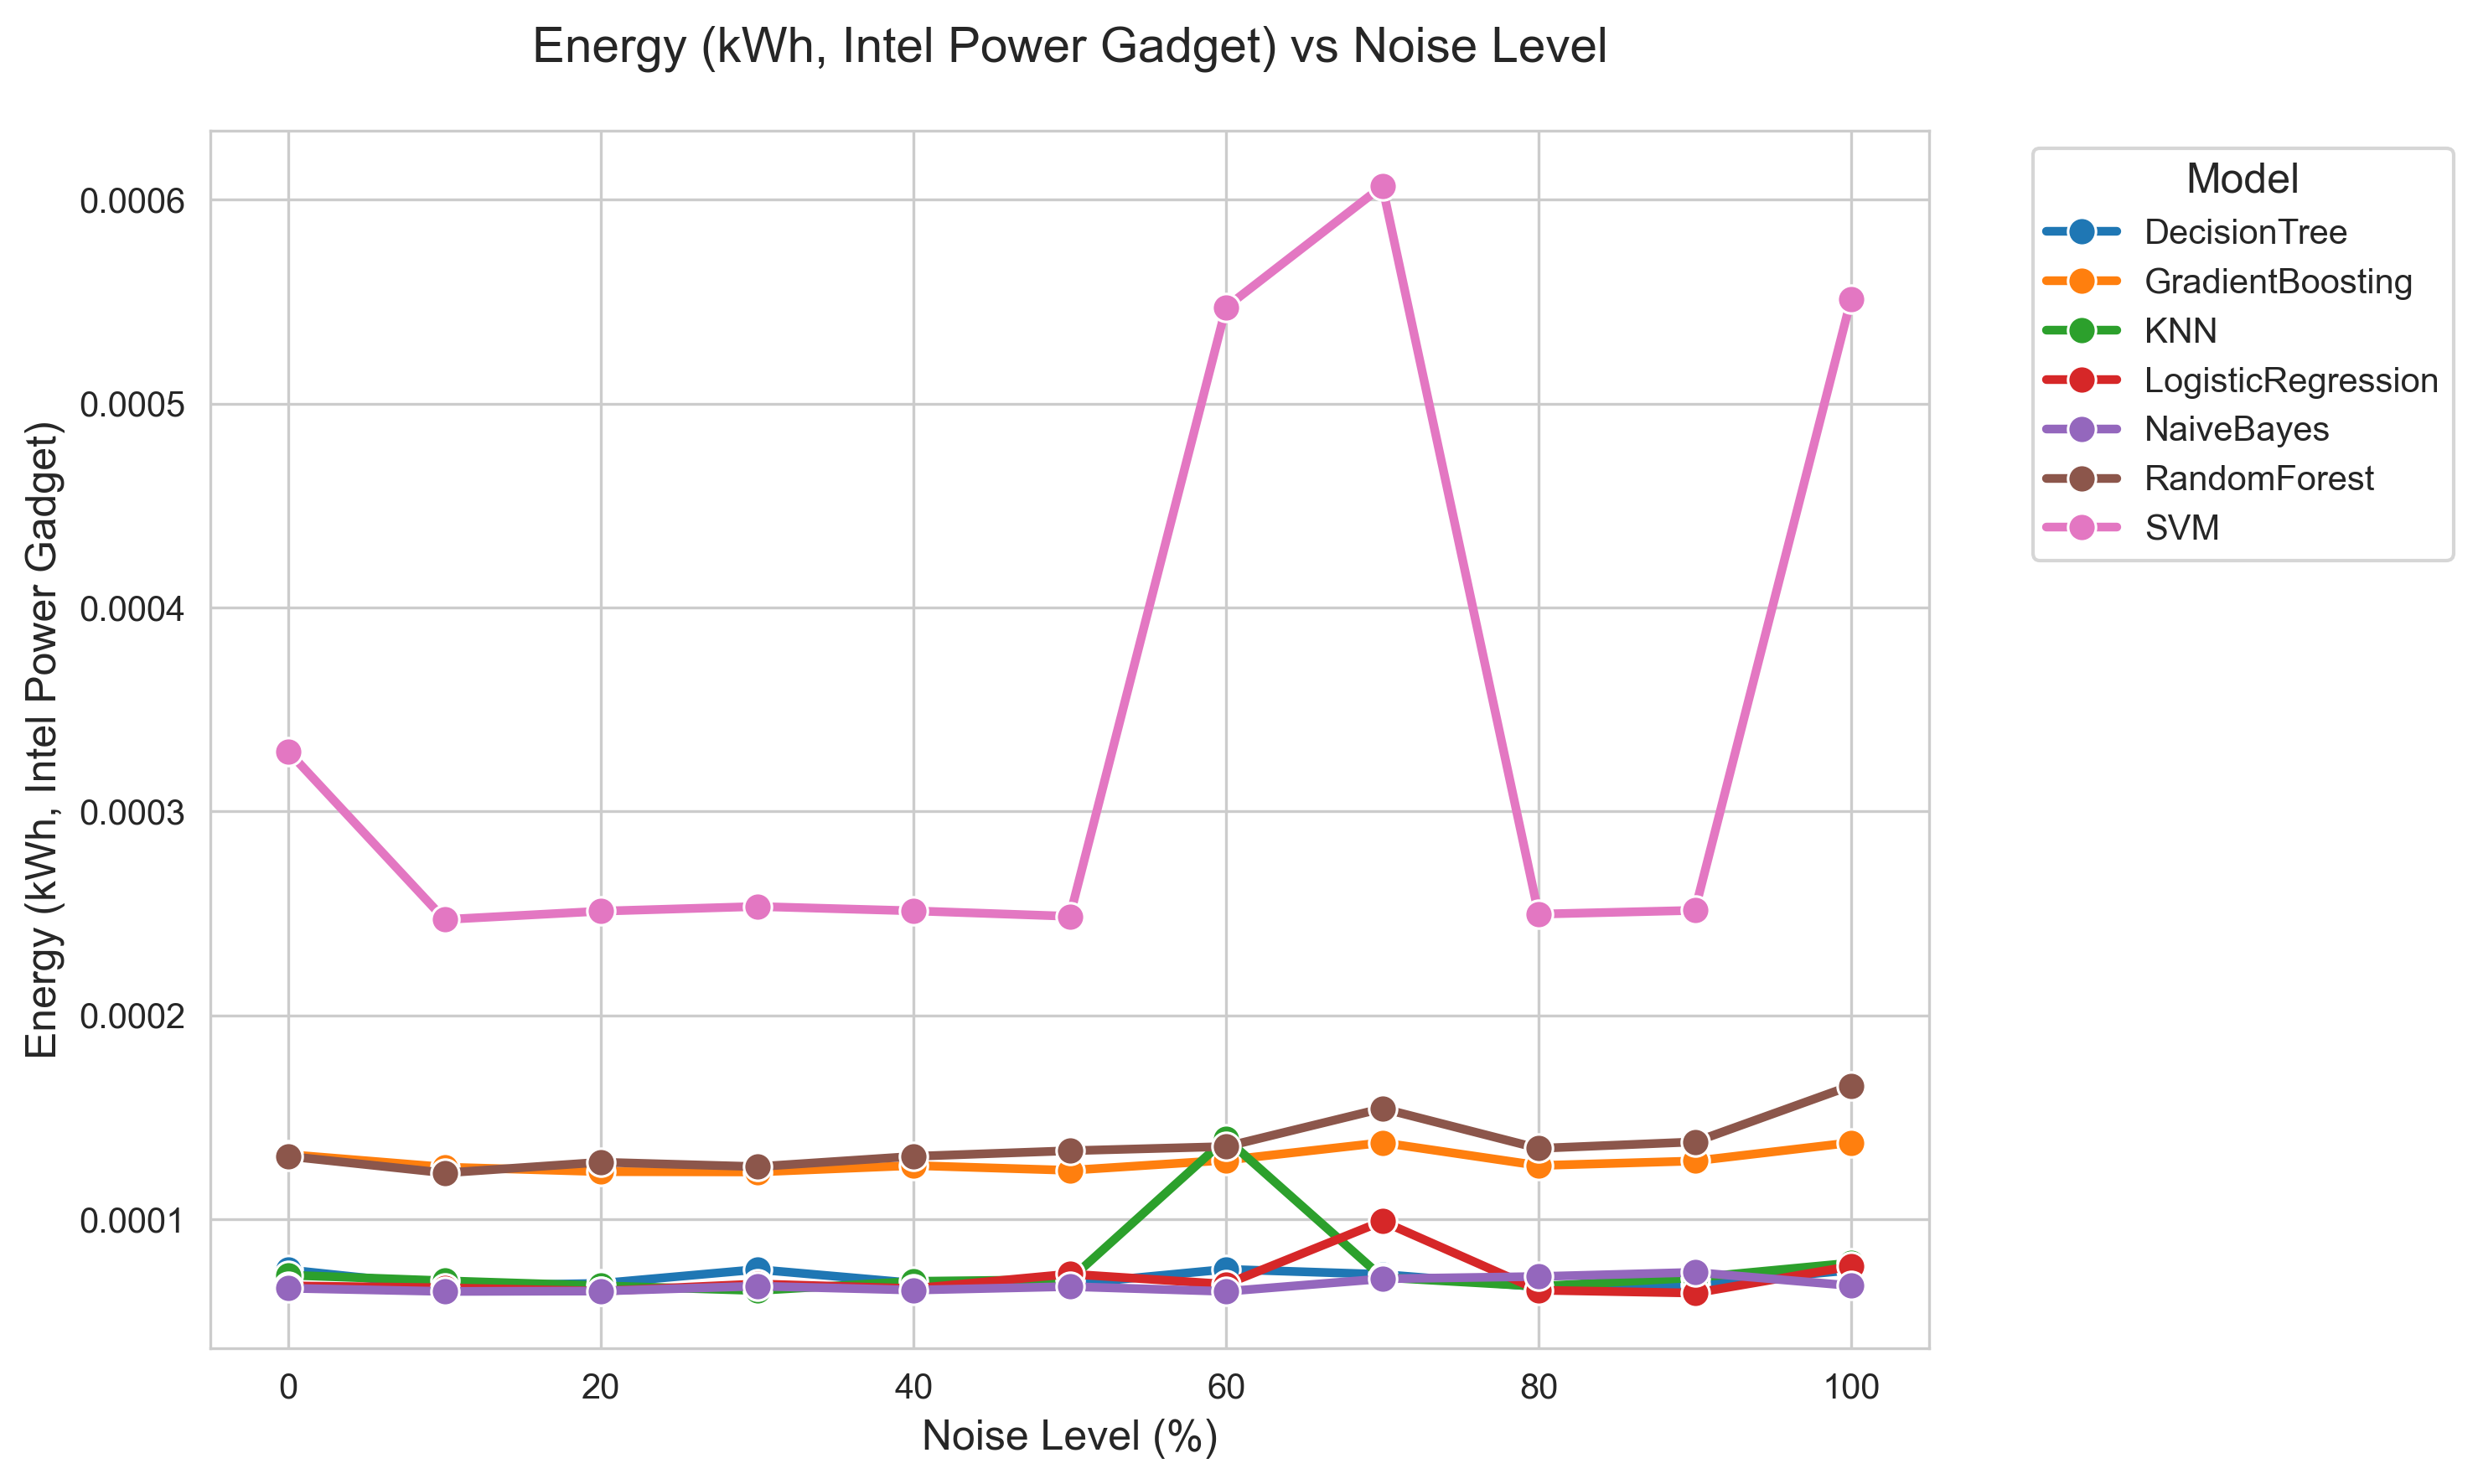 Energy (kWh, Intel Power Gadget) vs Noise Level
Energy (kWh, Intel Power Gadget)
0.0006
0.0005
0.0004
0.0003
0.0002
0.0001
0
20
40
60
80
100
Noise Level (%)
Model
DecisionTree
GradientBoosting
KNN
LogisticRegression
NaiveBayes
RandomForest
SVM